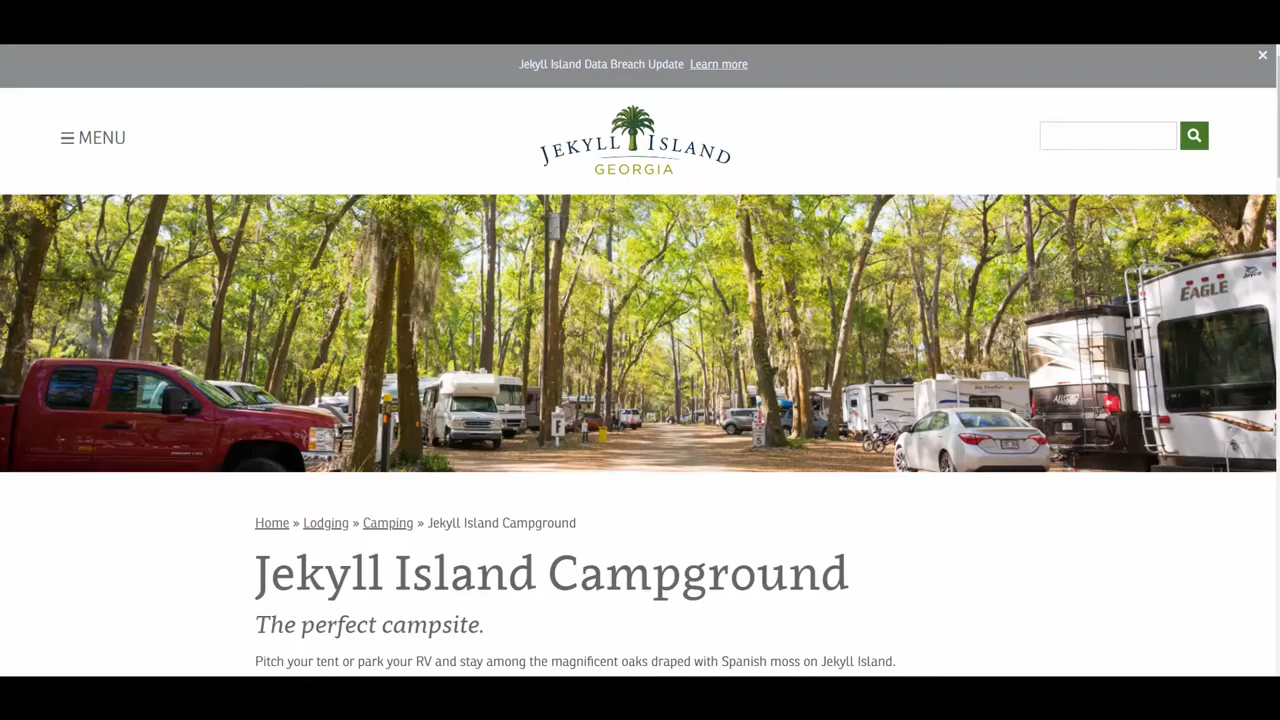 Jekyll Island Data Breach Update Learn more
MENU
JEKYLL ISLAND
GEORGIA
EAGLE
Jayco
ALLEGRO
Home » Lodging » Camping » Jekyll Island Campground
Jekyll Island Campground
The perfect campsite.
Pitch your tent or park your RV and stay among the magnificent oaks draped with Spanish moss on Jekyll Island.